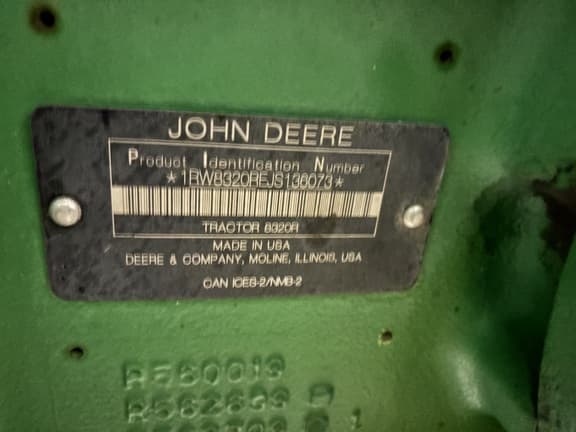 JOHN DEERE
Product Identification Number
*1RW8320REJS136073*
TRACTOR 8320R
MADE IN USA
DEERE & COMPANY, MOLINE, ILLINOIS, USA
CAN ICES-2/NMB-2
R560019